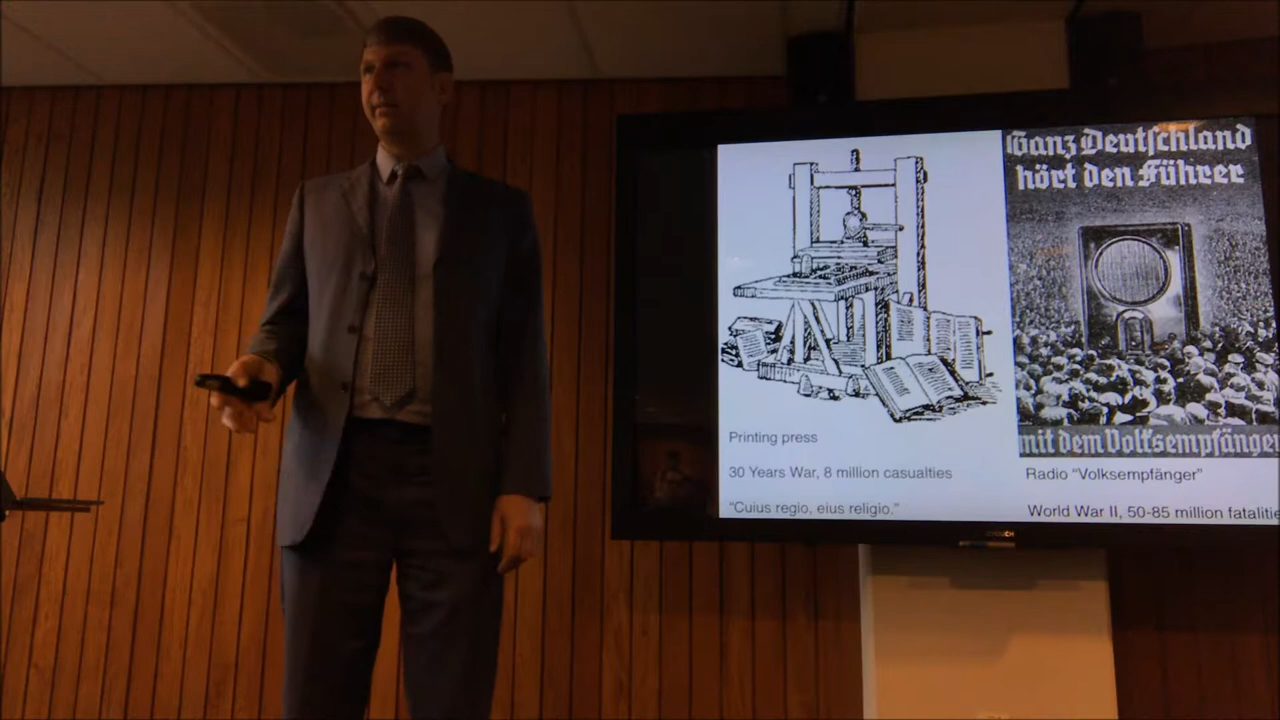 Ganz Deutschland
hört den Führer
mit dem Volksempfänger
Printing press
30 Years War, 8 million casualties
“Cuius regio, eius religio.”
Radio “Volksempfänger”
World War II, 50-85 million fatalitie